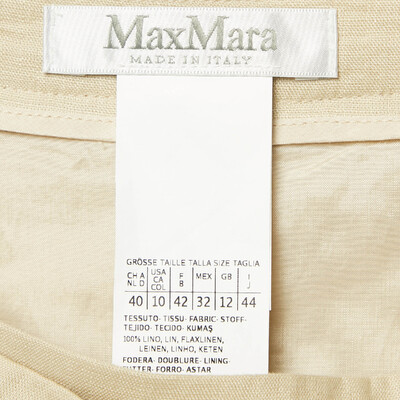 MaxMara
MADE IN ITALY
GRÖSSE TAILLE TALLA SIZE TAGLIA
CH A NL D USA CA COL F B MEX GB I J
40 10 42 32 12 44
TESSUTO-TISSU-FABRIC-STOFF-
TEJIDO-TECIDO-KUMAŞ
100% LINO, LIN, FLAX,LINEN,
LEINEN, LINHO, KETEN
FODERA-DOUBLURE-LINING-
FUTTER-FORRO-ASTAR